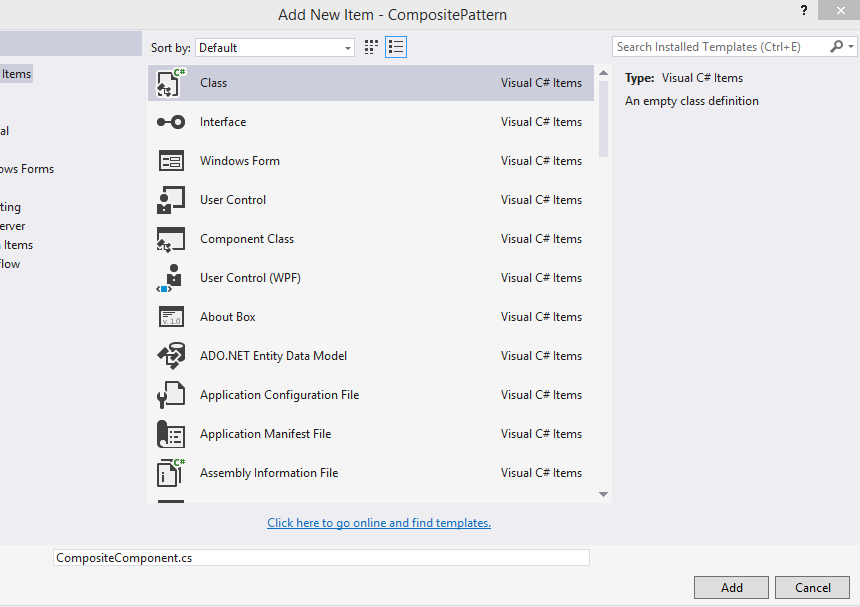 Add New Item - CompositePattern
?
Sort by: Default
Search Installed Templates (Ctrl+E)
Items
al
ows Forms
ting
erver
Items
flow
Class Visual C# Items
Interface Visual C# Items
Windows Form Visual C# Items
User Control Visual C# Items
Component Class Visual C# Items
User Control (WPF) Visual C# Items
About Box Visual C# Items
ADO.NET Entity Data Model Visual C# Items
Application Configuration File Visual C# Items
Application Manifest File Visual C# Items
Assembly Information File Visual C# Items
Type: Visual C# Items
An empty class definition
Click here to go online and find templates.
CompositeComponent.cs
Add Cancel